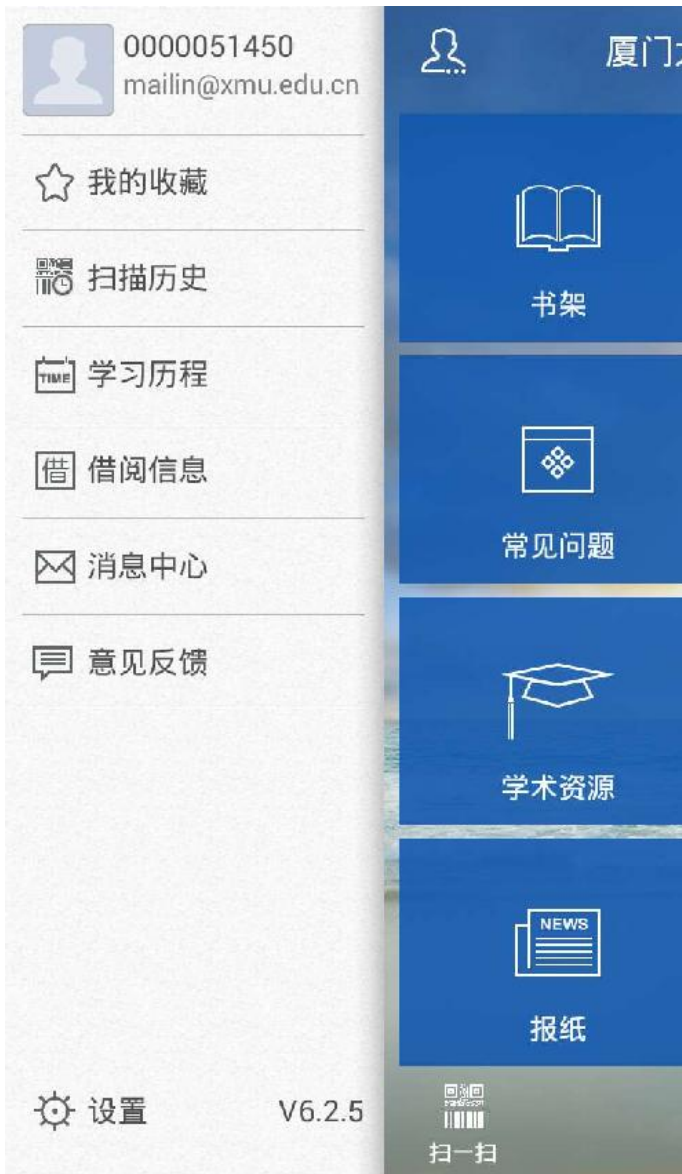 0000051450
mailin@xmu.edu.cn
我的收藏
扫描历史
TIME
学习历程
借
借阅信息
消息中心
意见反馈
设置
V6.2.5
厦门
书架
常见问题
学术资源
NEWS
报纸
扫一扫